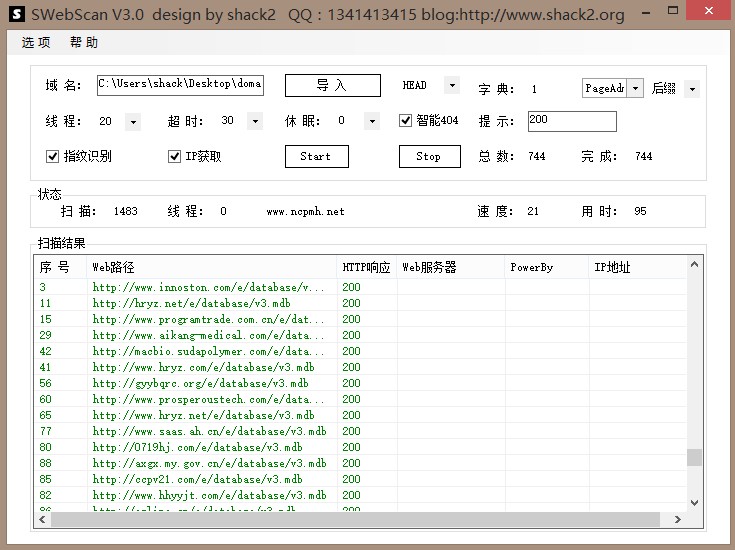 S SWebScan V3.0 design by shack2 QQ：1341413415 blog:http://www.shack2.org
选 项 帮 助
域 名： C:\Users\shack\Desktop\doma 导 入 HEAD 字 典： 1 PageAdr 后缀
线 程： 20 超 时： 30 休 眠： 0 智能404 提 示： 200
指纹识别 IP获取 Start Stop 总 数： 744 完 成： 744
状态
扫 描： 1483 线 程： 0 www.ncpmh.net 速 度： 21 用 时： 95
扫描结果
序 号 Web路径 HTTP响应 Web服务器 PowerBy IP地址
3 http://www.innoston.com/e/database/v... 200
11 http://hryz.net/e/database/v3.mdb 200
15 http://www.programtrade.com.cn/e/dat... 200
29 http://www.aikang-medical.com/e/data... 200
42 http://macbio.sudapolymer.com/e/data... 200
41 http://www.hryz.com/e/database/v3.mdb 200
56 http://gyybqrc.org/e/database/v3.mdb 200
60 http://www.prosperoustech.com/e/data... 200
65 http://www.hryz.net/e/database/v3.mdb 200
77 http://www.saas.ah.cn/e/database/v3.mdb 200
80 http://0719hj.com/e/database/v3.mdb 200
88 http://axgx.my.gov.cn/e/database/v3.mdb 200
85 http://ccpv21.com/e/database/v3.mdb 200
82 http://www.hhyyjt.com/e/database/v3.mdb 200